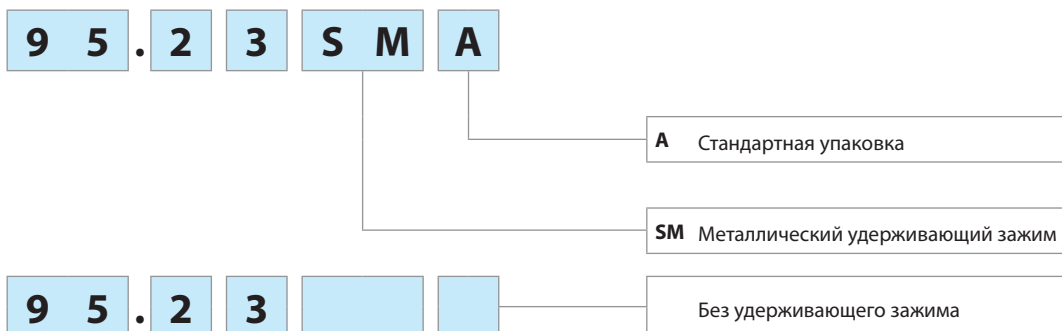 9 5 . 2 3 S M A
A Стандартная упаковка
SM Металлический удерживающий зажим
9 5 . 2 3
Без удерживающего зажима